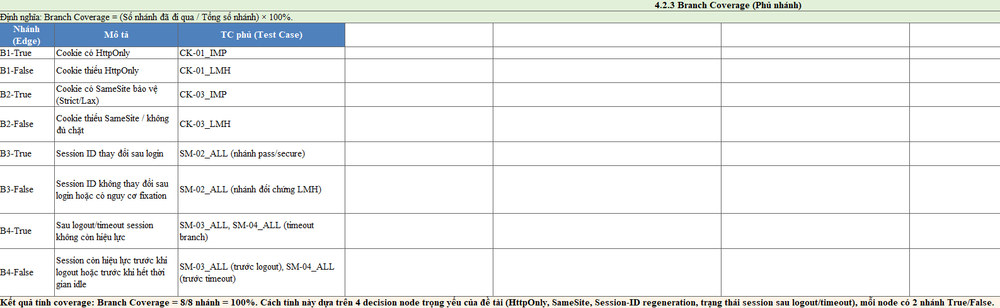 4.2.3 Branch Coverage (Phủ nhánh)
Định nghĩa: Branch Coverage = (Số nhánh đã đi qua / Tổng số nhánh) × 100%.
Nhánh
(Edge)
Mô tả
TC phủ (Test Case)
B1-True
Cookie có HttpOnly
CK-01_IMP
B1-False
Cookie thiếu HttpOnly
CK-01_LMH
B2-True
Cookie có SameSite bảo vệ
(Strict/Lax)
CK-03_IMP
B2-False
Cookie thiếu SameSite / không
đủ chặt
CK-03_LMH
B3-True
Session ID thay đổi sau login
SM-02_ALL (nhánh pass/secure)
B3-False
Session ID không thay đổi sau
login hoặc có nguy cơ fixation
SM-02_ALL (nhánh đối chứng LMH)
B4-True
Sau logout/timeout session
không còn hiệu lực
SM-03_ALL, SM-04_ALL (timeout
branch)
B4-False
Session còn hiệu lực trước khi
logout hoặc trước khi hết thời
gian idle
SM-03_ALL (trước logout), SM-04_ALL
(trước timeout)
Kết quả tính coverage: Branch Coverage = 8/8 nhánh = 100%. Cách tính này dựa trên 4 decision node trọng yếu của đề tài (HttpOnly, SameSite, Session-ID regeneration, trạng thái session sau logout/timeout), mỗi node có 2 nhánh True/False.